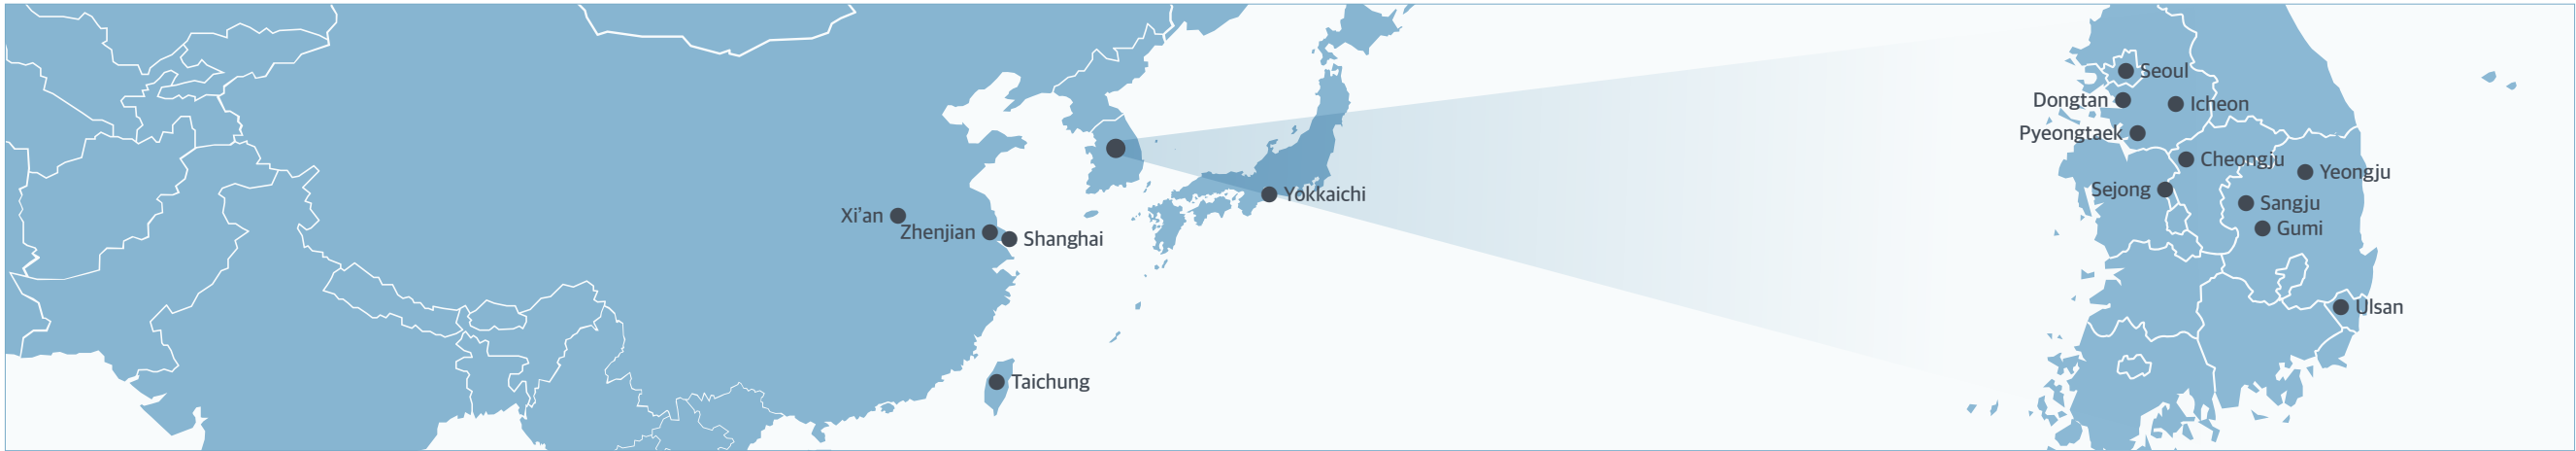 Xi'an
Zhenjian
Shanghai
Taichung
Yokkaichi
Seoul
Dongtan
Icheon
Pyeongtaek
Cheongju
Yeongju
Sejong
Sangju
Gumi
Ulsan